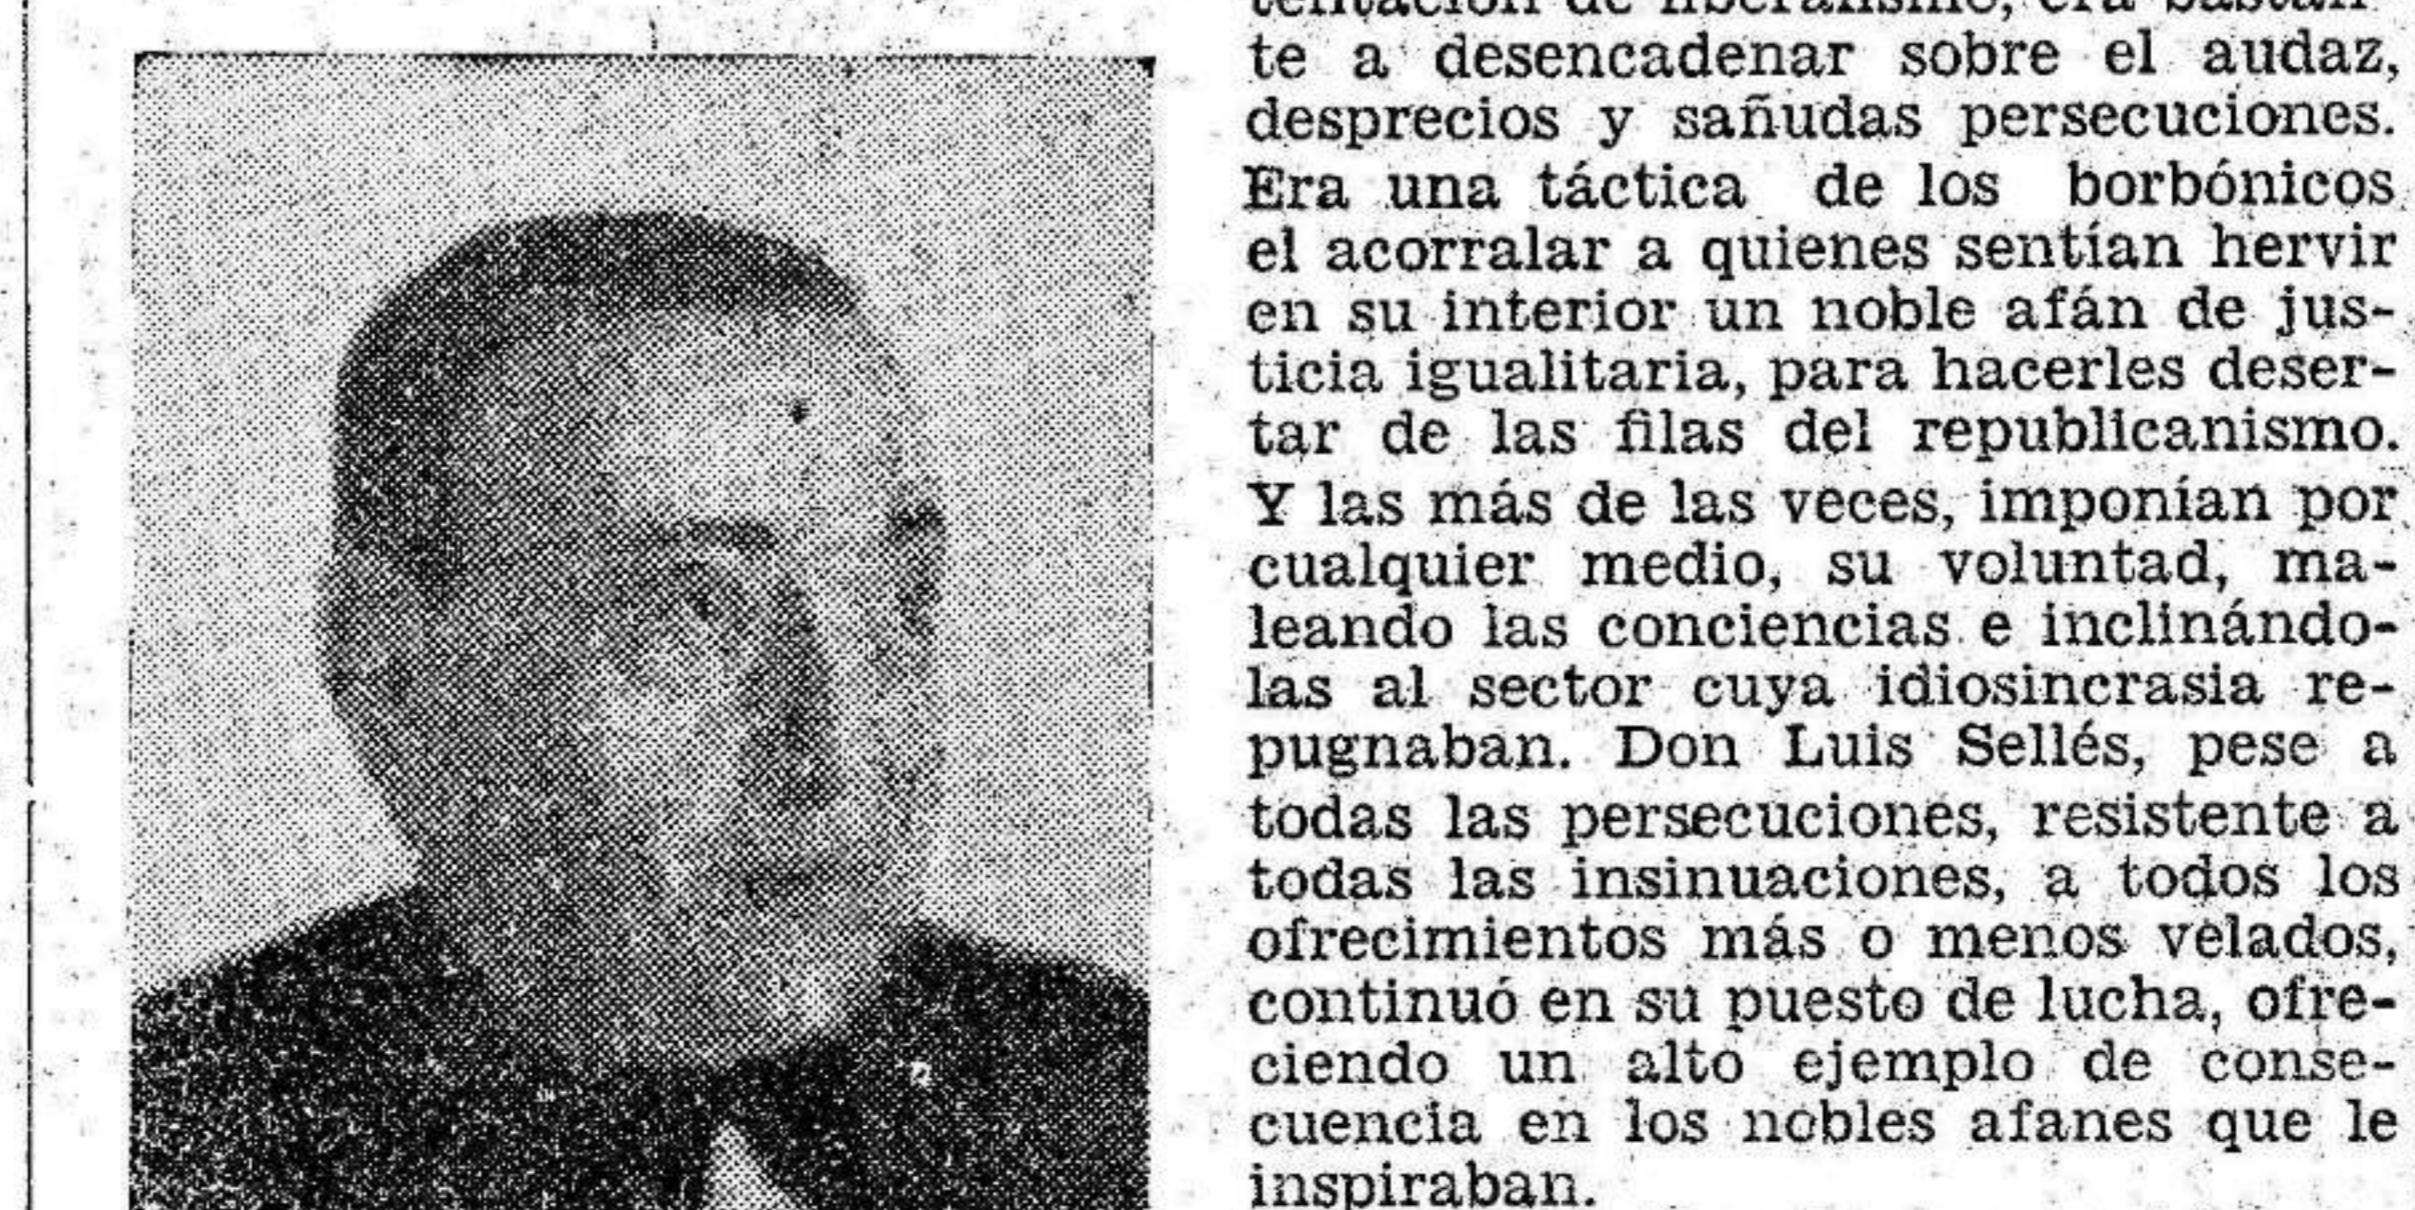 tentación de liberalismo, era bastan-
te a desencadenar sobre el audaz,
desprecios y sañudas persecuciones.
Era una táctica de los borbónicos
el acorralar a quienes sentían hervir
en su interior un noble afán de jus-
ticia igualitaria, para hacerles deser-
tar de las filas del republicanismo.
Y las más de las veces, imponían por
cualquier medio, su voluntad, ma-
leando las conciencias e inclinándo-
las al sector cuya idiosincrasia re-
pugnaban. Don Luis Sellés, pese a
todas las persecuciones, resistente a
todas las insinuaciones, a todos los
ofrecimientos más o menos velados,
continuó en su puesto de lucha, ofre-
ciendo un alto ejemplo de conse-
cuencia en los nobles afanes que le
inspiraban.